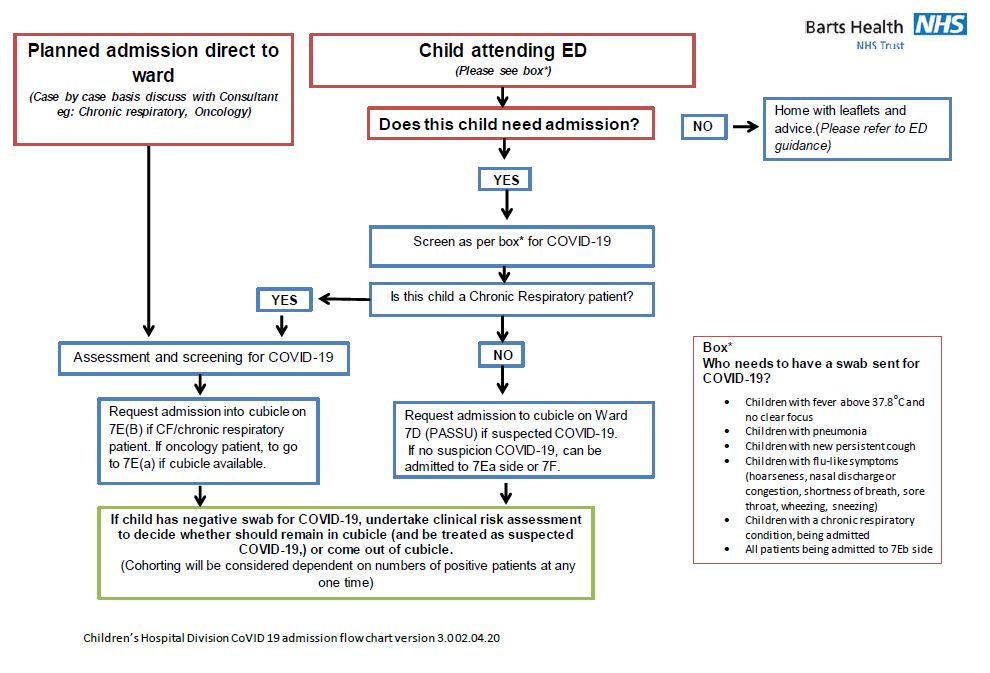 Barts Health NHS
NHS Trust
Planned admission direct to
ward
(Case by case basis discuss with Consultant
eg: Chronic respiratory, Oncology)
Child attending ED
(Please see box*)
Does this child need admission?
NO
Home with leaflets and
advice.(Please refer to ED
guidance)
YES
Screen as per box* for COVID-19
Is this child a Chronic Respiratory patient?
YES
NO
Assessment and screening for COVID-19
Request admission into cubicle on
7E(B) if CF/chronic respiratory
patient. If oncology patient, to go
to 7E(a) if cubicle available.
Request admission to cubicle on Ward
7D (PASSU) if suspected COVID-19.
If no suspicion COVID-19, can be
admitted to 7Ea side or 7F.
If child has negative swab for COVID-19, undertake clinical risk assessment
to decide whether should remain in cubicle (and be treated as suspected
COVID-19,) or come out of cubicle.
(Cohorting will be considered dependent on numbers of positive patients at any
one time)
Box*
Who needs to have a swab sent for
COVID-19?
• Children with fever above 37.8°C and
no clear focus
• Children with pneumonia
• Children with new persistent cough
• Children with flu-like symptoms
(hoarseness, nasal discharge or
congestion, shortness of breath, sore
throat, wheezing, sneezing)
• Children with a chronic respiratory
condition, being admitted
• All patients being admitted to 7Eb side
Children's Hospital Division CoVID 19 admission flow chart version 3.0 02.04.20